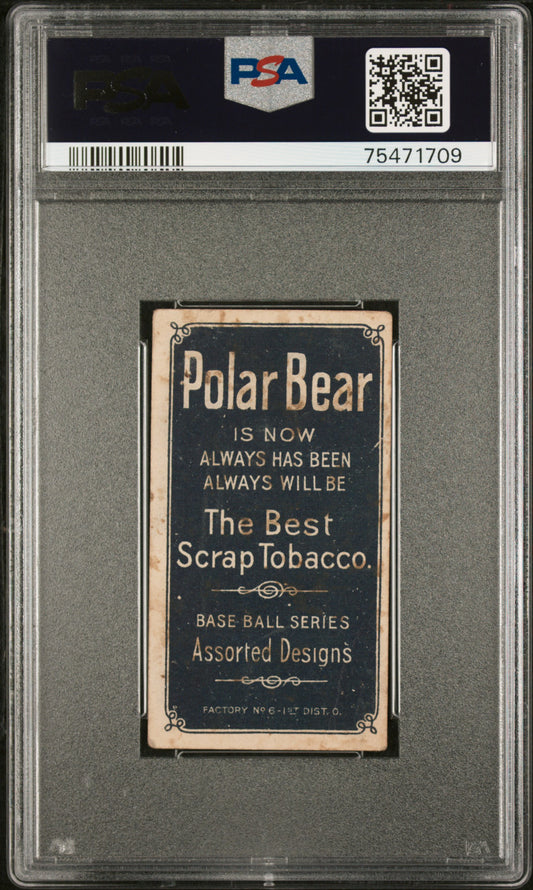 PSA
PSA
75471709
Polar Bear
IS NOW
ALWAYS HAS BEEN
ALWAYS WILL BE
The Best
Scrap Tobacco.
BASE BALL SERIES
Assorted Designs
FACTORY Nº 6-1ST DIST. O.